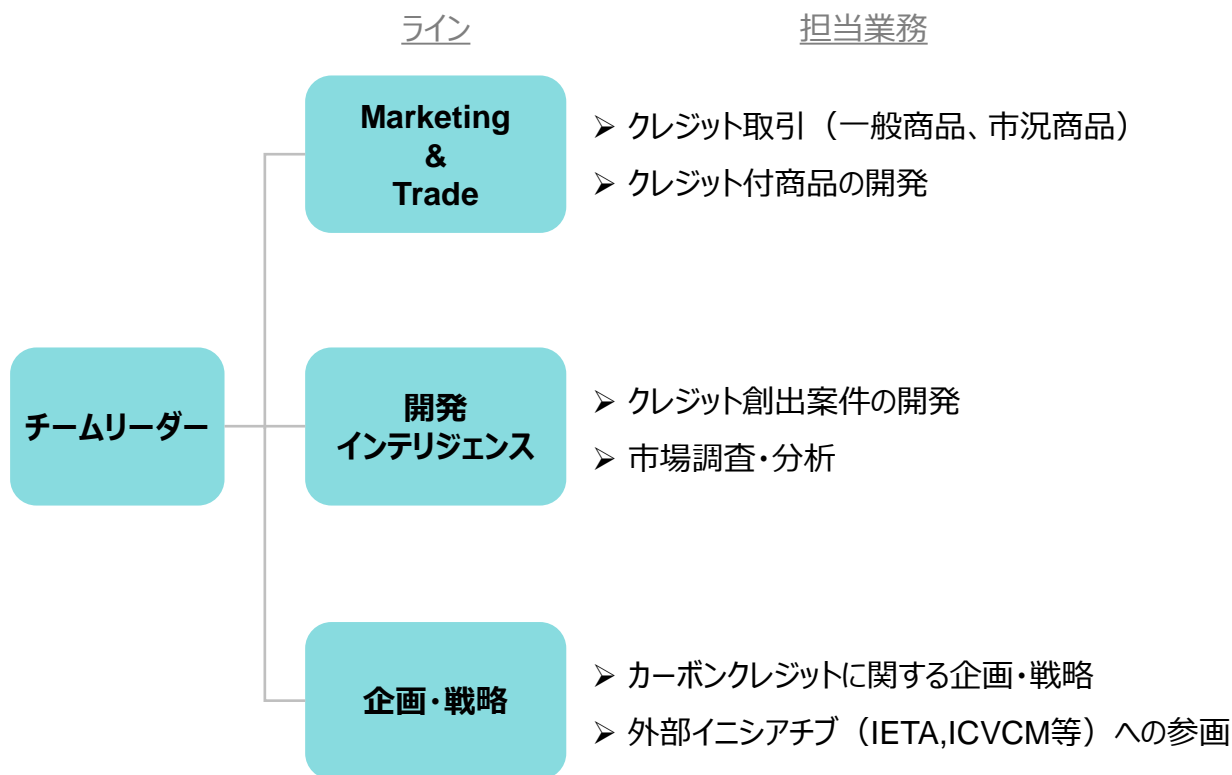 ライン
担当業務
Marketing
&
Trade
➢ クレジット取引（一般商品、市況商品）
➢ クレジット付商品の開発
チームリーダー
開発
インテリジェンス
➢ クレジット創出案件の開発
➢ 市場調査・分析
企画・戦略
➢ カーボンクレジットに関する企画・戦略
➢ 外部イニシアチブ（IETA,ICVCM等）への参画